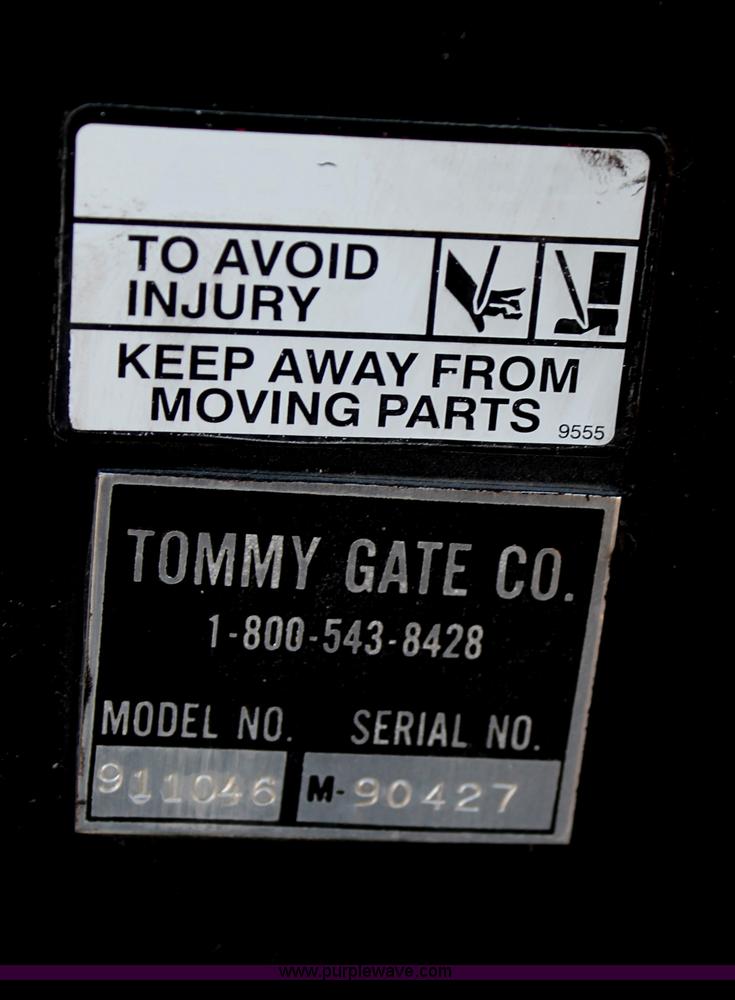 TO AVOID
INJURY
KEEP AWAY FROM
MOVING PARTS
9555
TOMMY GATE CO.
1-800-543-8428
MODEL NO. SERIAL NO.
911046 M-90427
www.purplewave.com